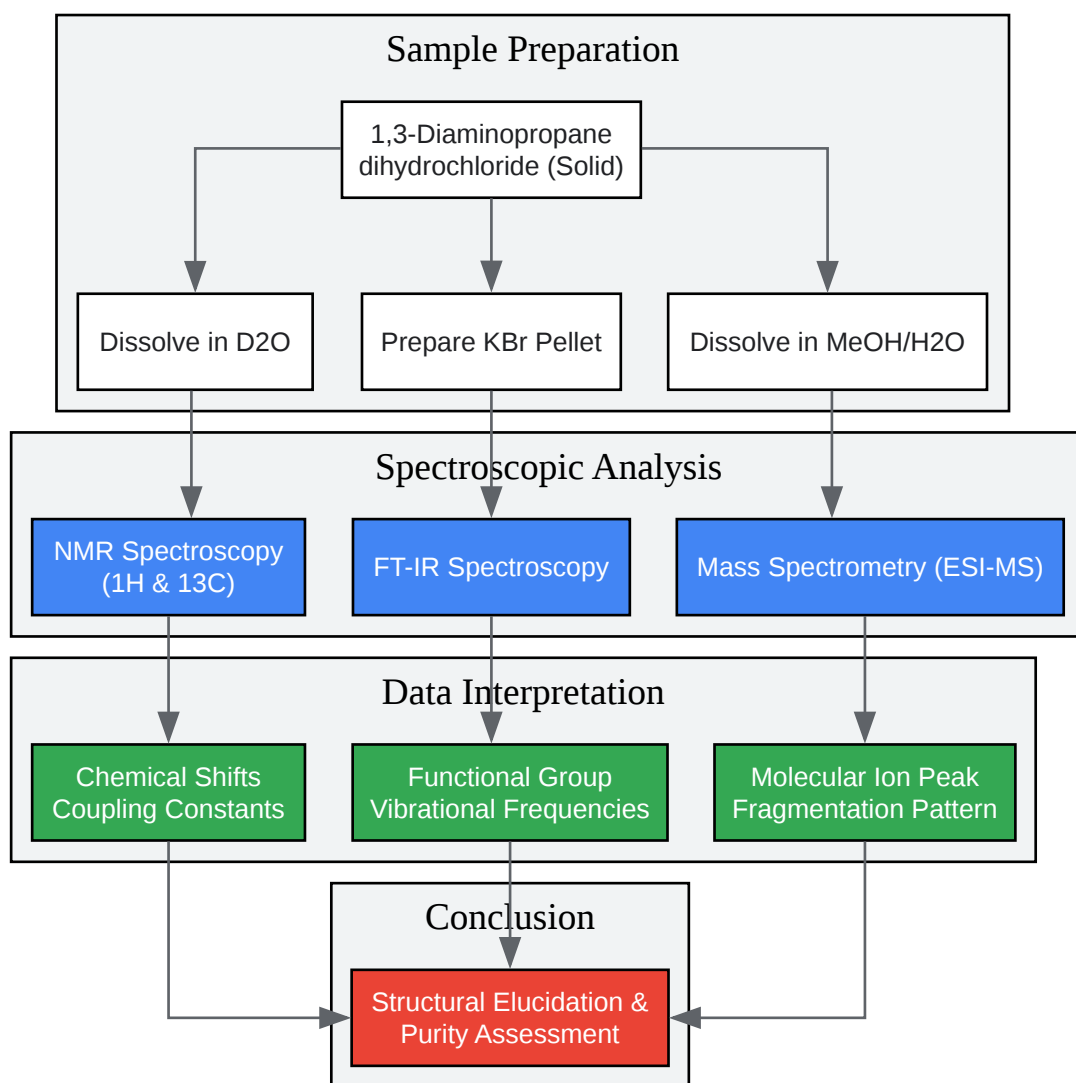 Sample Preparation
1,3-Diaminopropane
dihydrochloride (Solid)
Dissolve in D2O
Prepare KBr Pellet
Dissolve in MeOH/H2O
Spectroscopic Analysis
NMR Spectroscopy
(1H & 13C)
FT-IR Spectroscopy
Mass Spectrometry (ESI-MS)
Data Interpretation
Chemical Shifts
Coupling Constants
Functional Group
Vibrational Frequencies
Molecular Ion Peak
Fragmentation Pattern
Conclusion
Structural Elucidation &
Purity Assessment